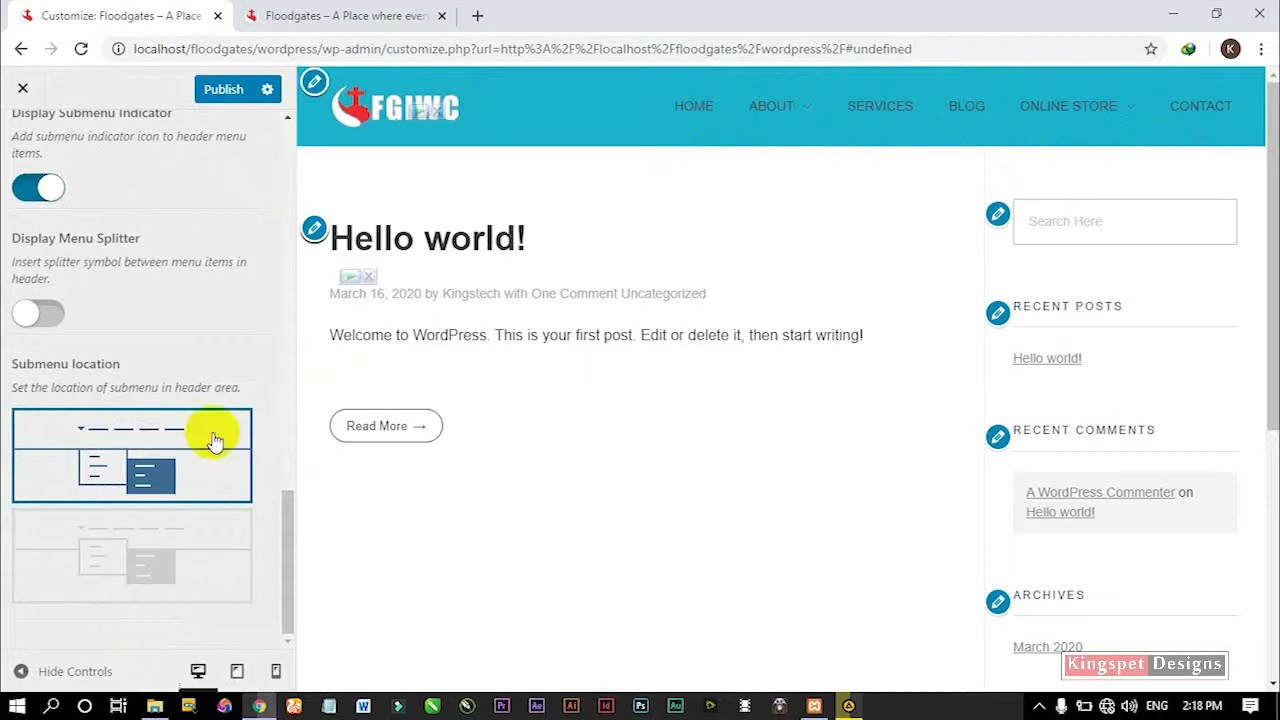 Customize: Floodgates – A Place
Floodgates – A Place where ever
localhost/floodgates/wordpress/wp-admin/customize.php?url=http%3A%2F%2Flocalhost%2Ffloodgates%2Fwordpress%2F#undefined
K
Publish
Display Submenu Indicator
Add submenu indicator icon to header menu
items.
Display Menu Splitter
Insert splitter symbol between menu items in
header.
Submenu location
Set the location of submenu in header area.
Hide Controls
FGIWC
HOME ABOUT SERVICES BLOG ONLINE STORE CONTACT
Hello world!
March 16, 2020 by Kingstech with One Comment Uncategorized
Welcome to WordPress. This is your first post. Edit or delete it, then start writing!
Read More →
Search Here
RECENT POSTS
Hello world!
RECENT COMMENTS
A WordPress Commenter on
Hello world!
ARCHIVES
March 2020
Kingspet Designs
W Pr Ae Ai Id Ps Au
ENG 2:18 PM